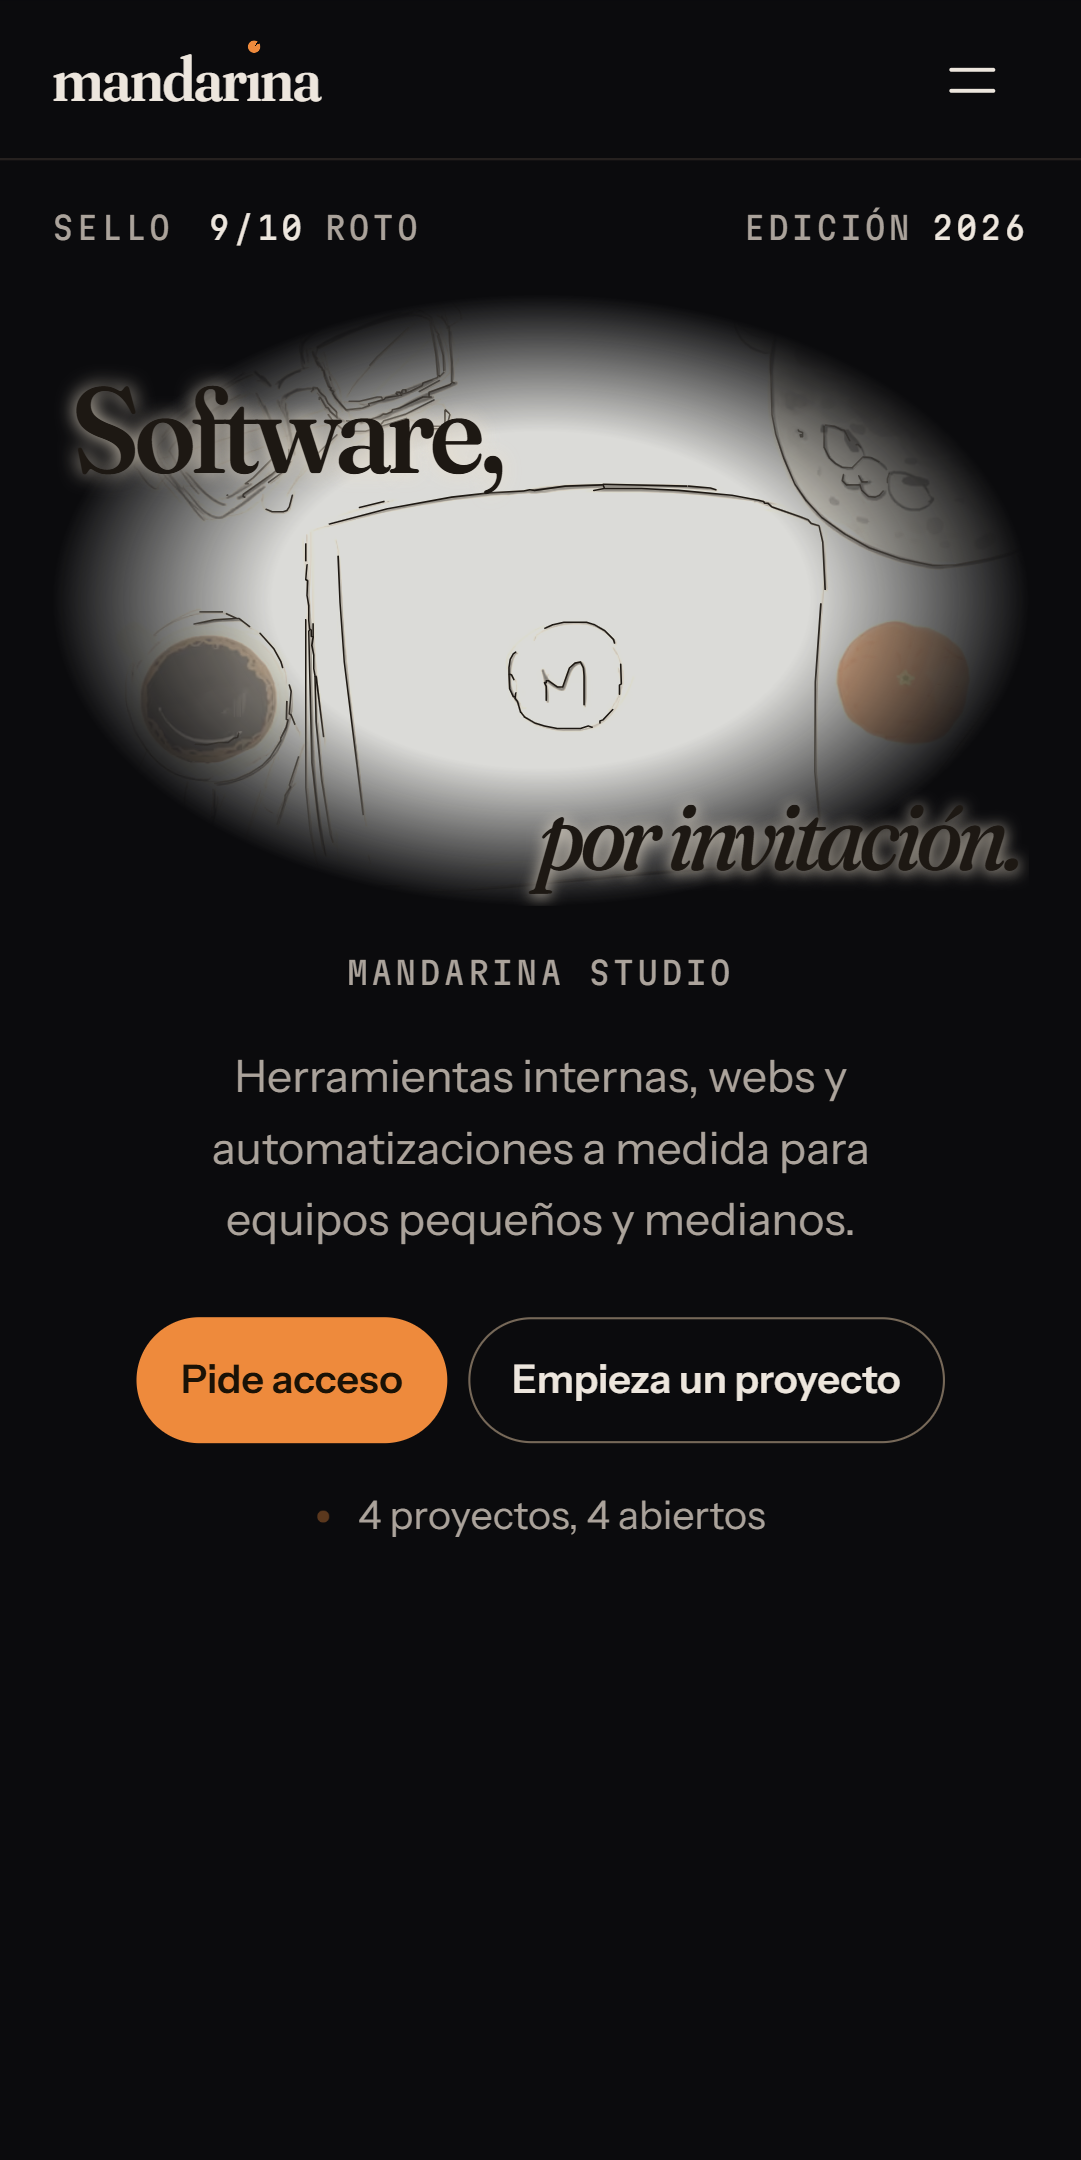 mandarina
SELLO 9/10 ROTO
EDICIÓN 2026
Software,
M
por invitación.
MANDARINA STUDIO
Herramientas internas, webs y
automatizaciones a medida para
equipos pequeños y medianos.
Pide acceso
Empieza un proyecto
4 proyectos, 4 abiertos